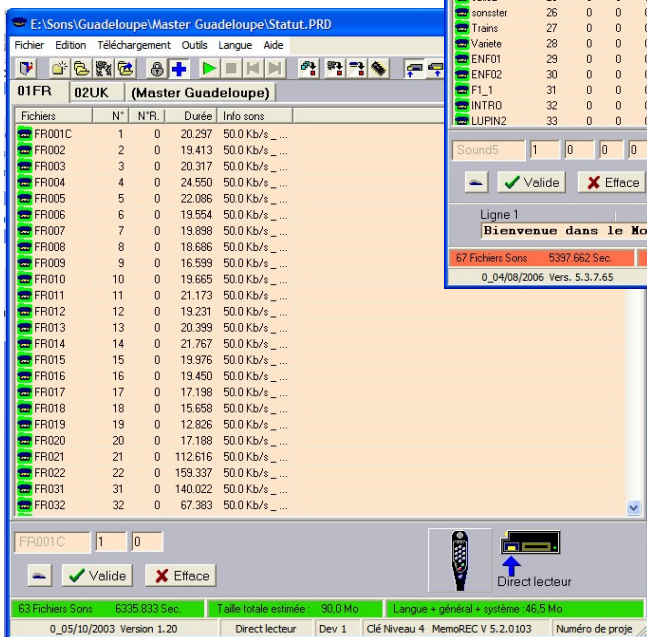 E:\Sons\Guadeloupe\Master Guadeloupe\Statut.PRD
Fichier Edition Téléchargement Outils Langue Aide
01FR 02UK (Master Guadeloupe)
Fichiers N° N°R. Durée Info sons
FR001C 1 0 20.297 50.0 Kb/s _ ...
FR002 2 0 19.413 50.0 Kb/s _ ...
FR003 3 0 20.317 50.0 Kb/s _ ...
FR004 4 0 24.550 50.0 Kb/s _ ...
FR005 5 0 22.086 50.0 Kb/s _ ...
FR006 6 0 19.554 50.0 Kb/s _ ...
FR007 7 0 19.898 50.0 Kb/s _ ...
FR008 8 0 18.686 50.0 Kb/s _ ...
FR009 9 0 16.599 50.0 Kb/s _ ...
FR010 10 0 19.665 50.0 Kb/s _ ...
FR011 11 0 21.173 50.0 Kb/s _ ...
FR012 12 0 19.231 50.0 Kb/s _ ...
FR013 13 0 20.399 50.0 Kb/s _ ...
FR014 14 0 21.767 50.0 Kb/s _ ...
FR015 15 0 19.976 50.0 Kb/s _ ...
FR016 16 0 19.450 50.0 Kb/s _ ...
FR017 17 0 17.198 50.0 Kb/s _ ...
FR018 18 0 15.658 50.0 Kb/s _ ...
FR019 19 0 12.826 50.0 Kb/s _ ...
FR020 20 0 17.188 50.0 Kb/s _ ...
FR021 21 0 112.616 50.0 Kb/s _ ...
FR022 22 0 159.337 50.0 Kb/s _ ...
FR031 31 0 140.022 50.0 Kb/s _ ...
FR032 32 0 67.383 50.0 Kb/s _ ...
FR001C 1 0
Valide Efface
Direct lecteur
63 Fichiers Sons 6335.833 Sec. Taille totale estimée : 90,0 Mo Langue + général + système :46,5 Mo
0_05/10/2003 Version 1.20 Direct lecteur Dev 1 Clé Niveau 4 MemoREC V 5.2.0103 Numéro de proje
sonsster 26 0 0
Trains 27 0 0
Variete 28 0 0
ENF01 29 0 0
ENF02 30 0 0
F1_1 31 0 0
INTRO 32 0 0
LUPIN2 33 0 0
Sound5 1 0 0 0
Valide Efface
Ligne 1
Bienvenue dans le Mo
67 Fichiers Sons 5397.662 Sec.
0_04/08/2006 Vers. 5.3.7.65